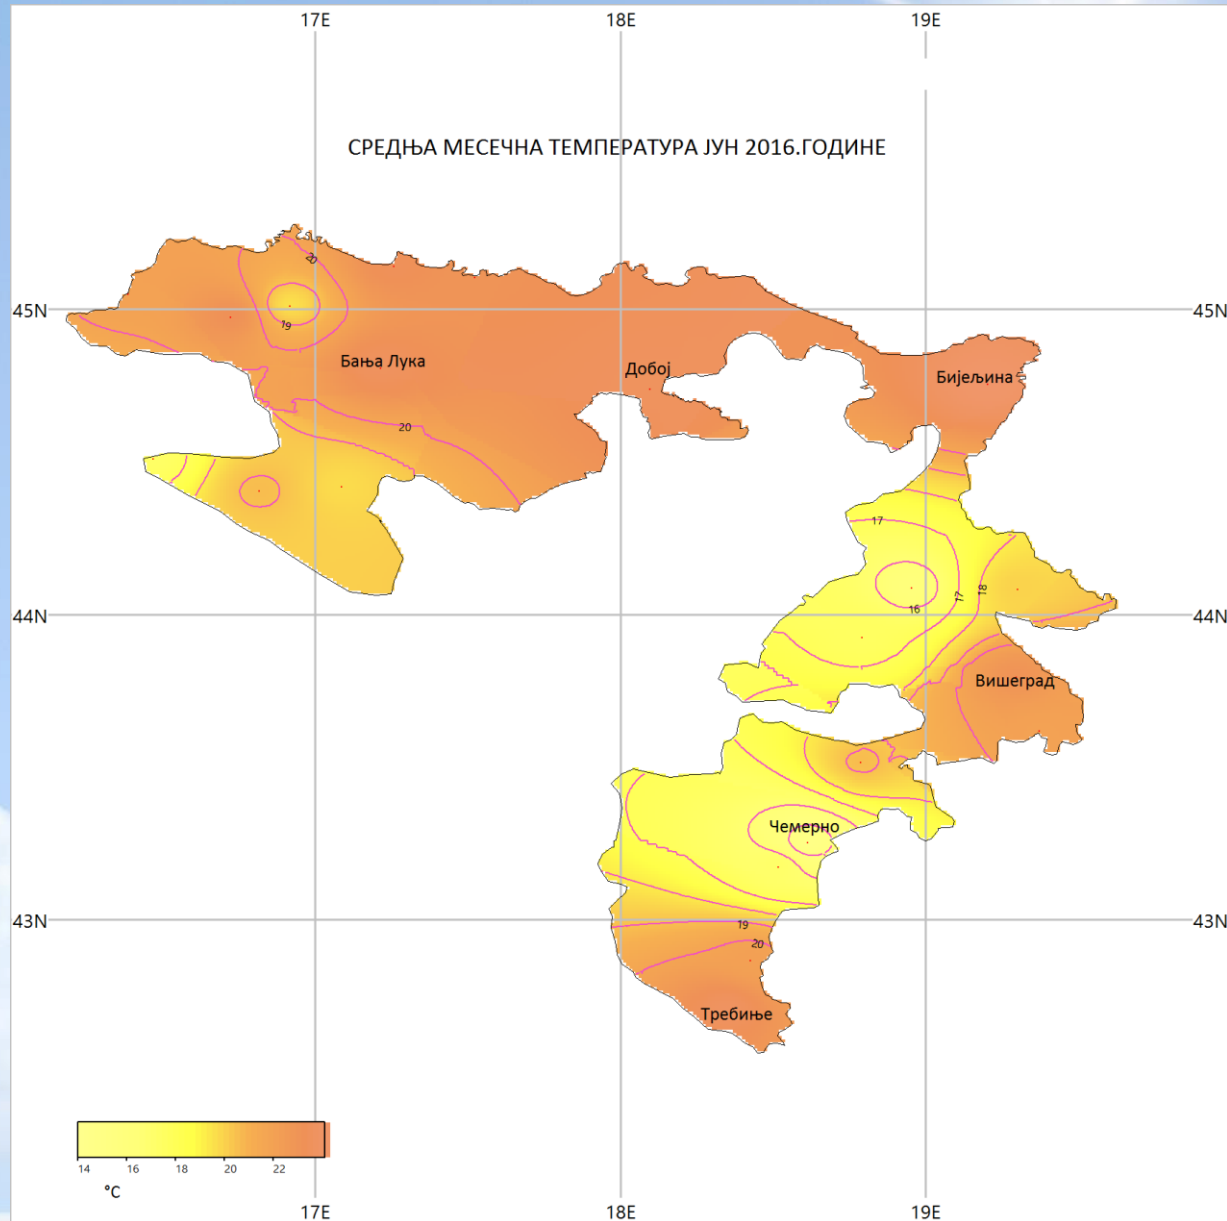 17E 18E 19E
СРЕДЊА МЕСЕЧНА ТЕМПЕРАТУРА ЈУН 2016.ГОДИНЕ
20
45N 45N
19
Бања Лука
Добој
Бијељина
20
17
44N 44N
16 17 18
Вишеград
Чемерно
43N 43N
19
20
Требиње
14 16 18 20 22
°C
17E 18E 19E